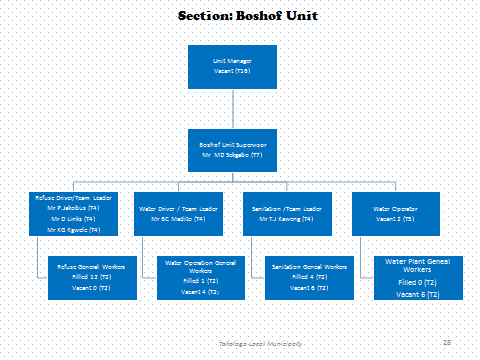 Section: Boshof Unit
Unit Manager
Vacant (T16)
Boshof Unit Supervisor
Mr MD Sekgabo (T7)
Refuse Driver/Team Leader
Mr P.Jakobus (T4)
Mr D Links (T4)
Mr KG Kgwele (T4)
Water Driver / Team Leader
Mr BC Madito (T4)
Sanitation /Team Leader
Mr T.J Kawong (T4)
Water Operator
Vacant 2 (T5)
Refuse General Workers
Filled 12 (T2)
Vacant 0 (T2)
Water Operation General
Workers
Filled 1 (T2)
Vacant 4 (T2)
Sanitation General Workers
Filled 4 (T2)
Vacant 6 (T2)
Water Plant Geneal
Workers
Filled 0 (T2)
Vacant 6 (T2)
Tokologo Local Municipality
28